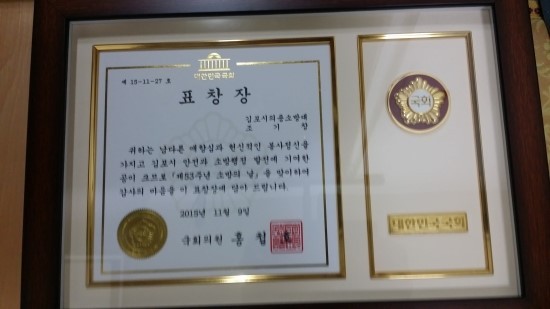 대한민국국회
제 15-11-27 호
표창장
김포시의용소방대
조 기 창
귀하는 남다른 애향심과 헌신적인 봉사정신을
가지고 김포시 안전과 소방행정 발전에 기여한
공이 크므로 「제53주년 소방의 날」을 맞이하여
감사의 마음을 이 표창장에 담아 드립니다.
2015년 11월 9일
국회의원 홍 철
국회
대한민국국회